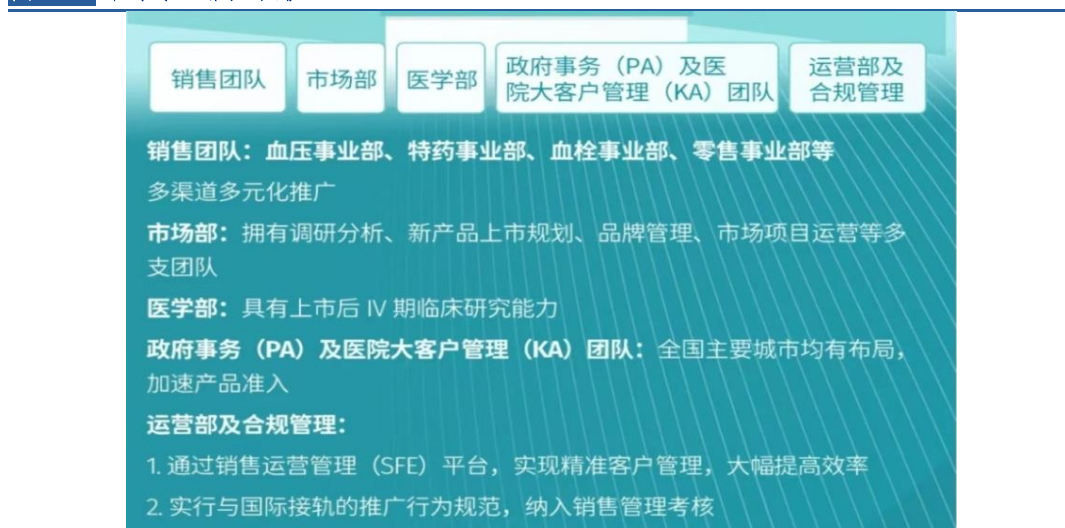 销售团队
市场部
医学部
政府事务（PA）及医
院大客户管理（KA）团队
运营部及
合规管理
销售团队：血压事业部、特药事业部、血栓事业部、零售事业部等
多渠道多元化推广
市场部：拥有调研分析、新产品上市规划、品牌管理、市场项目运营等多
支团队
医学部：具有上市后 IV 期临床研究能力
政府事务（PA）及医院大客户管理（KA）团队：全国主要城市均有布局，
加速产品准入
运营部及合规管理：
1. 通过销售运营管理（SFE）平台，实现精准客户管理，大幅提高效率
2. 实行与国际接轨的推广行为规范，纳入销售管理考核